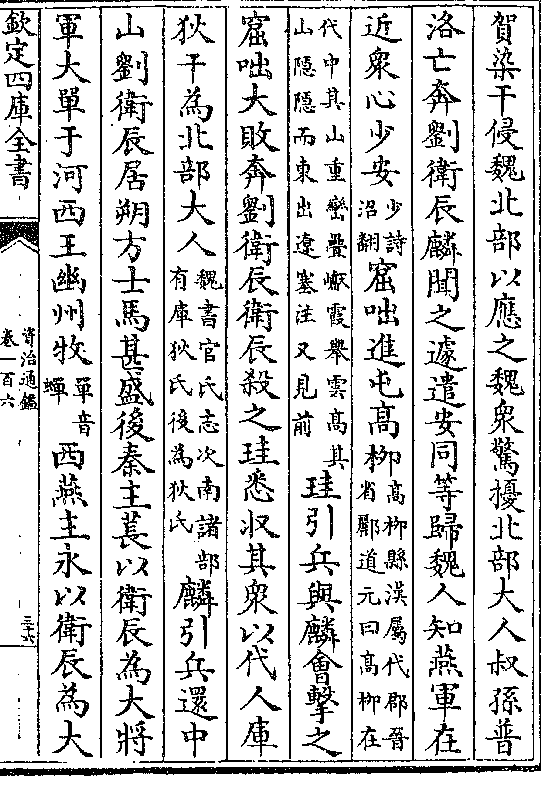 賀染干侵魏北部以應之魏衆驚擾北部大人叔孫普
洛亡奔劉衛辰麟聞之遽遣安同等歸魏人知燕軍在
近衆心少安少詩沼翻窟咄進屯高柳高柳縣漢屬代郡晉省酈道元曰高柳在
代中其山重巒疊巘霞舉雲高其山隠隠而東出遼塞注又見前珪引兵與麟會擊之
窟咄大敗奔劉衛辰衛辰殺之珪悉收其衆以代人庫
狄干為北部大人魏書官氏志次南諸部有庫狄氏後為狄氏麟引兵還中
山劉衛辰居朔方士馬甚盛後秦主萇以衛辰為大將
軍大單于河西王幽州牧單音蟬西燕主永以衛辰為大
欽定四庫全書
資治通鑑
卷一百六
三六